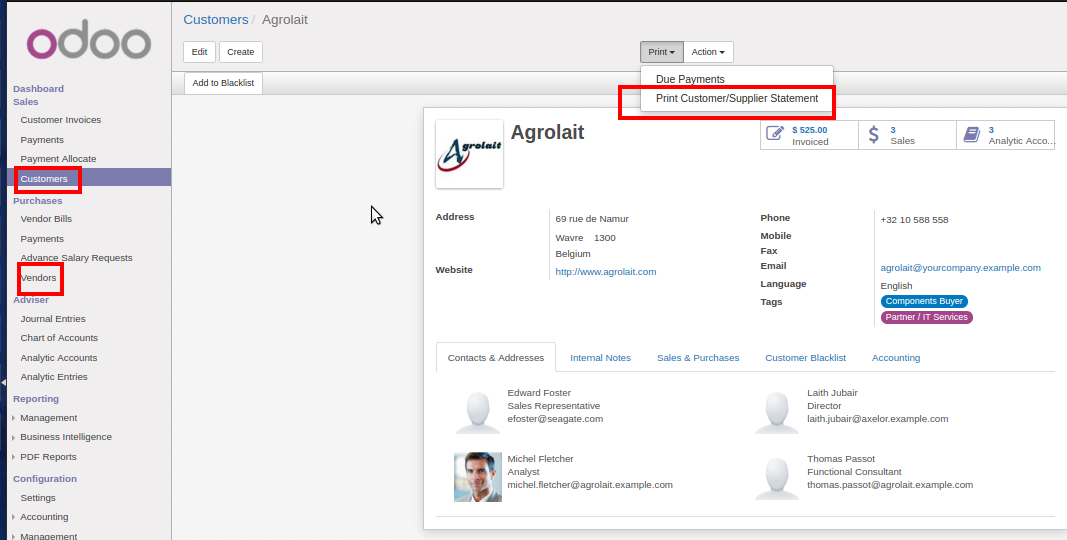 odoo
Dashboard
Sales
Customer Invoices
Payments
Payment Allocate
Customers
Purchases
Vendor Bills
Payments
Advance Salary Requests
Vendors
Adviser
Journal Entries
Chart of Accounts
Analytic Accounts
Analytic Entries
Reporting
Management
Business Intelligence
PDF Reports
Configuration
Settings
Accounting
Management
Customers / Agrolait
Edit Create Print Action
Add to Blacklist
Due Payments
Print Customer/Supplier Statement
Agrolait
Agrolait
$ 525.00
Invoiced
3
Sales
3
Analytic Acco...
Address
69 rue de Namur
Wavre 1300
Belgium
Website http://www.agrolait.com
Phone +32 10 588 558
Mobile
Fax
Email agrolait@yourcompany.example.com
Language English
Tags Components Buyer
Partner / IT Services
Contacts & Addresses Internal Notes Sales & Purchases Customer Blacklist Accounting
Edward Foster
Sales Representative
efoster@seagate.com
Laith Jubair
Director
laith.jubair@axelor.example.com
Michel Fletcher
Analyst
michel.fletcher@agrolait.example.com
Thomas Passot
Functional Consultant
thomas.passot@agrolait.example.com